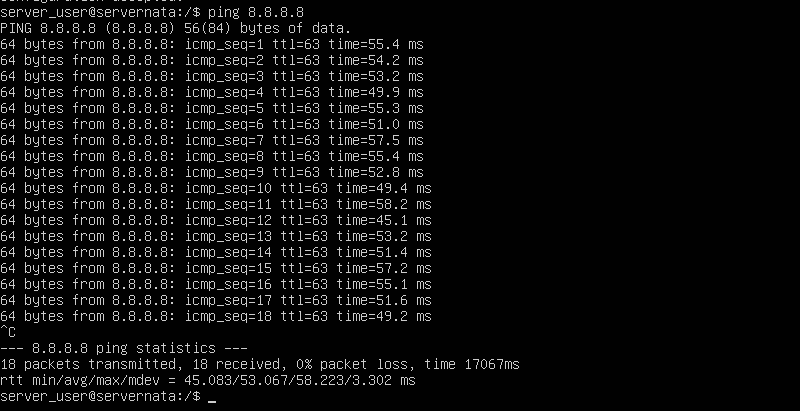 server_user@servernata:/$ ping 8.8.8.8
PING 8.8.8.8 (8.8.8.8) 56(84) bytes of data.
64 bytes from 8.8.8.8: icmp_seq=1 ttl=63 time=55.4 ms
64 bytes from 8.8.8.8: icmp_seq=2 ttl=63 time=54.2 ms
64 bytes from 8.8.8.8: icmp_seq=3 ttl=63 time=53.2 ms
64 bytes from 8.8.8.8: icmp_seq=4 ttl=63 time=49.9 ms
64 bytes from 8.8.8.8: icmp_seq=5 ttl=63 time=55.3 ms
64 bytes from 8.8.8.8: icmp_seq=6 ttl=63 time=51.0 ms
64 bytes from 8.8.8.8: icmp_seq=7 ttl=63 time=57.5 ms
64 bytes from 8.8.8.8: icmp_seq=8 ttl=63 time=55.4 ms
64 bytes from 8.8.8.8: icmp_seq=9 ttl=63 time=52.8 ms
64 bytes from 8.8.8.8: icmp_seq=10 ttl=63 time=49.4 ms
64 bytes from 8.8.8.8: icmp_seq=11 ttl=63 time=58.2 ms
64 bytes from 8.8.8.8: icmp_seq=12 ttl=63 time=45.1 ms
64 bytes from 8.8.8.8: icmp_seq=13 ttl=63 time=53.2 ms
64 bytes from 8.8.8.8: icmp_seq=14 ttl=63 time=51.4 ms
64 bytes from 8.8.8.8: icmp_seq=15 ttl=63 time=57.2 ms
64 bytes from 8.8.8.8: icmp_seq=16 ttl=63 time=55.1 ms
64 bytes from 8.8.8.8: icmp_seq=17 ttl=63 time=51.6 ms
64 bytes from 8.8.8.8: icmp_seq=18 ttl=63 time=49.2 ms
^C
--- 8.8.8.8 ping statistics ---
18 packets transmitted, 18 received, 0% packet loss, time 17067ms
rtt min/avg/max/mdev = 45.083/53.067/58.223/3.302 ms
server_user@servernata:/$ _